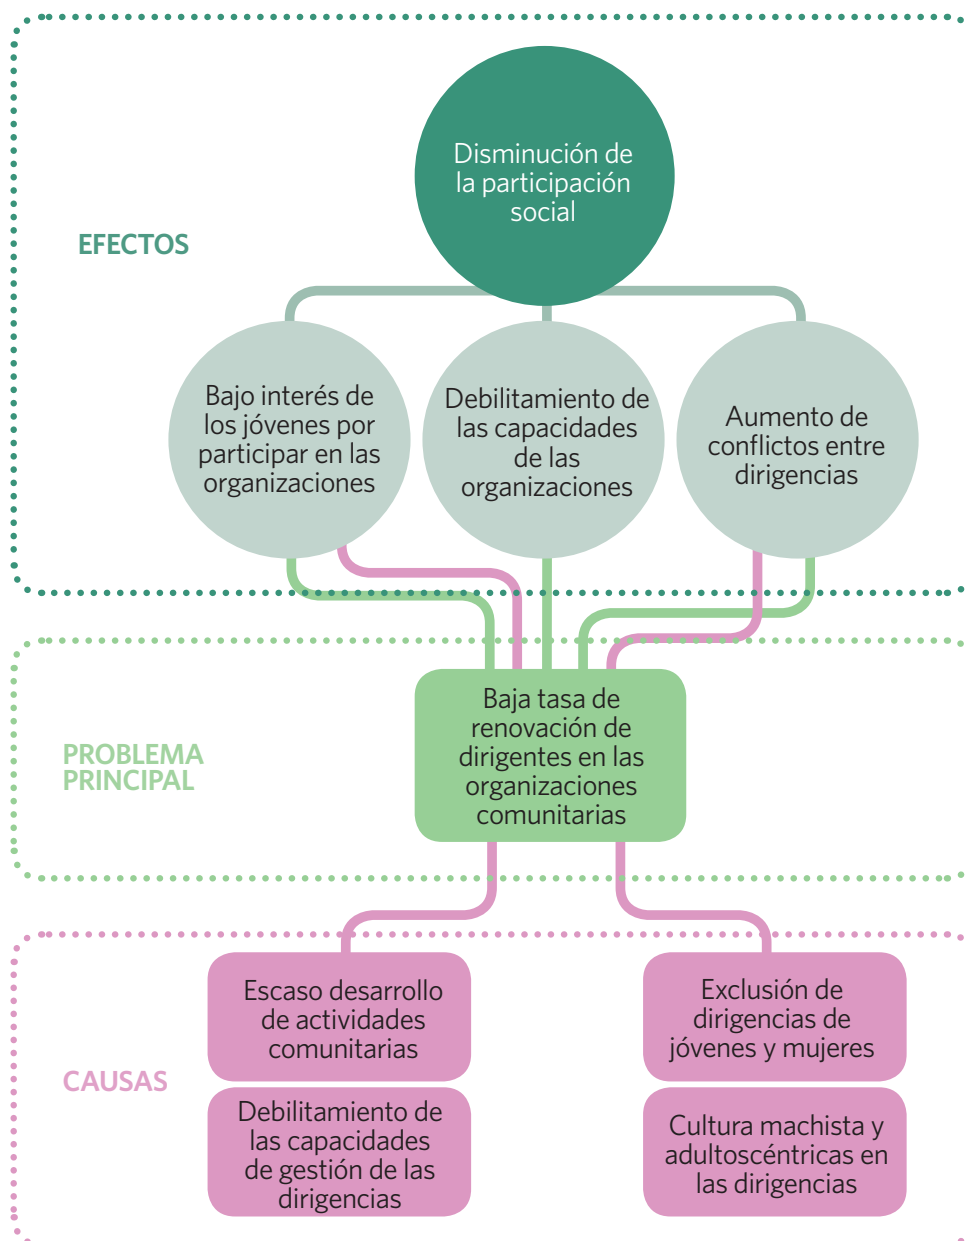 Disminución de
la participación
social
EFECTOS
Bajo interés de
los jóvenes por
participar en las
organizaciones
Debilitamiento de
las capacidades
de las
organizaciones
Aumento de
conflictos entre
dirigencias
PROBLEMA
PRINCIPAL
Baja tasa de
renovación de
dirigentes en las
organizaciones
comunitarias
CAUSAS
Escaso desarrollo
de actividades
comunitarias
Exclusión de
dirigencias de
jóvenes y mujeres
Debilitamiento de
las capacidades
de gestión de las
dirigencias
Cultura machista y
adultoscéntricas en
las dirigencias